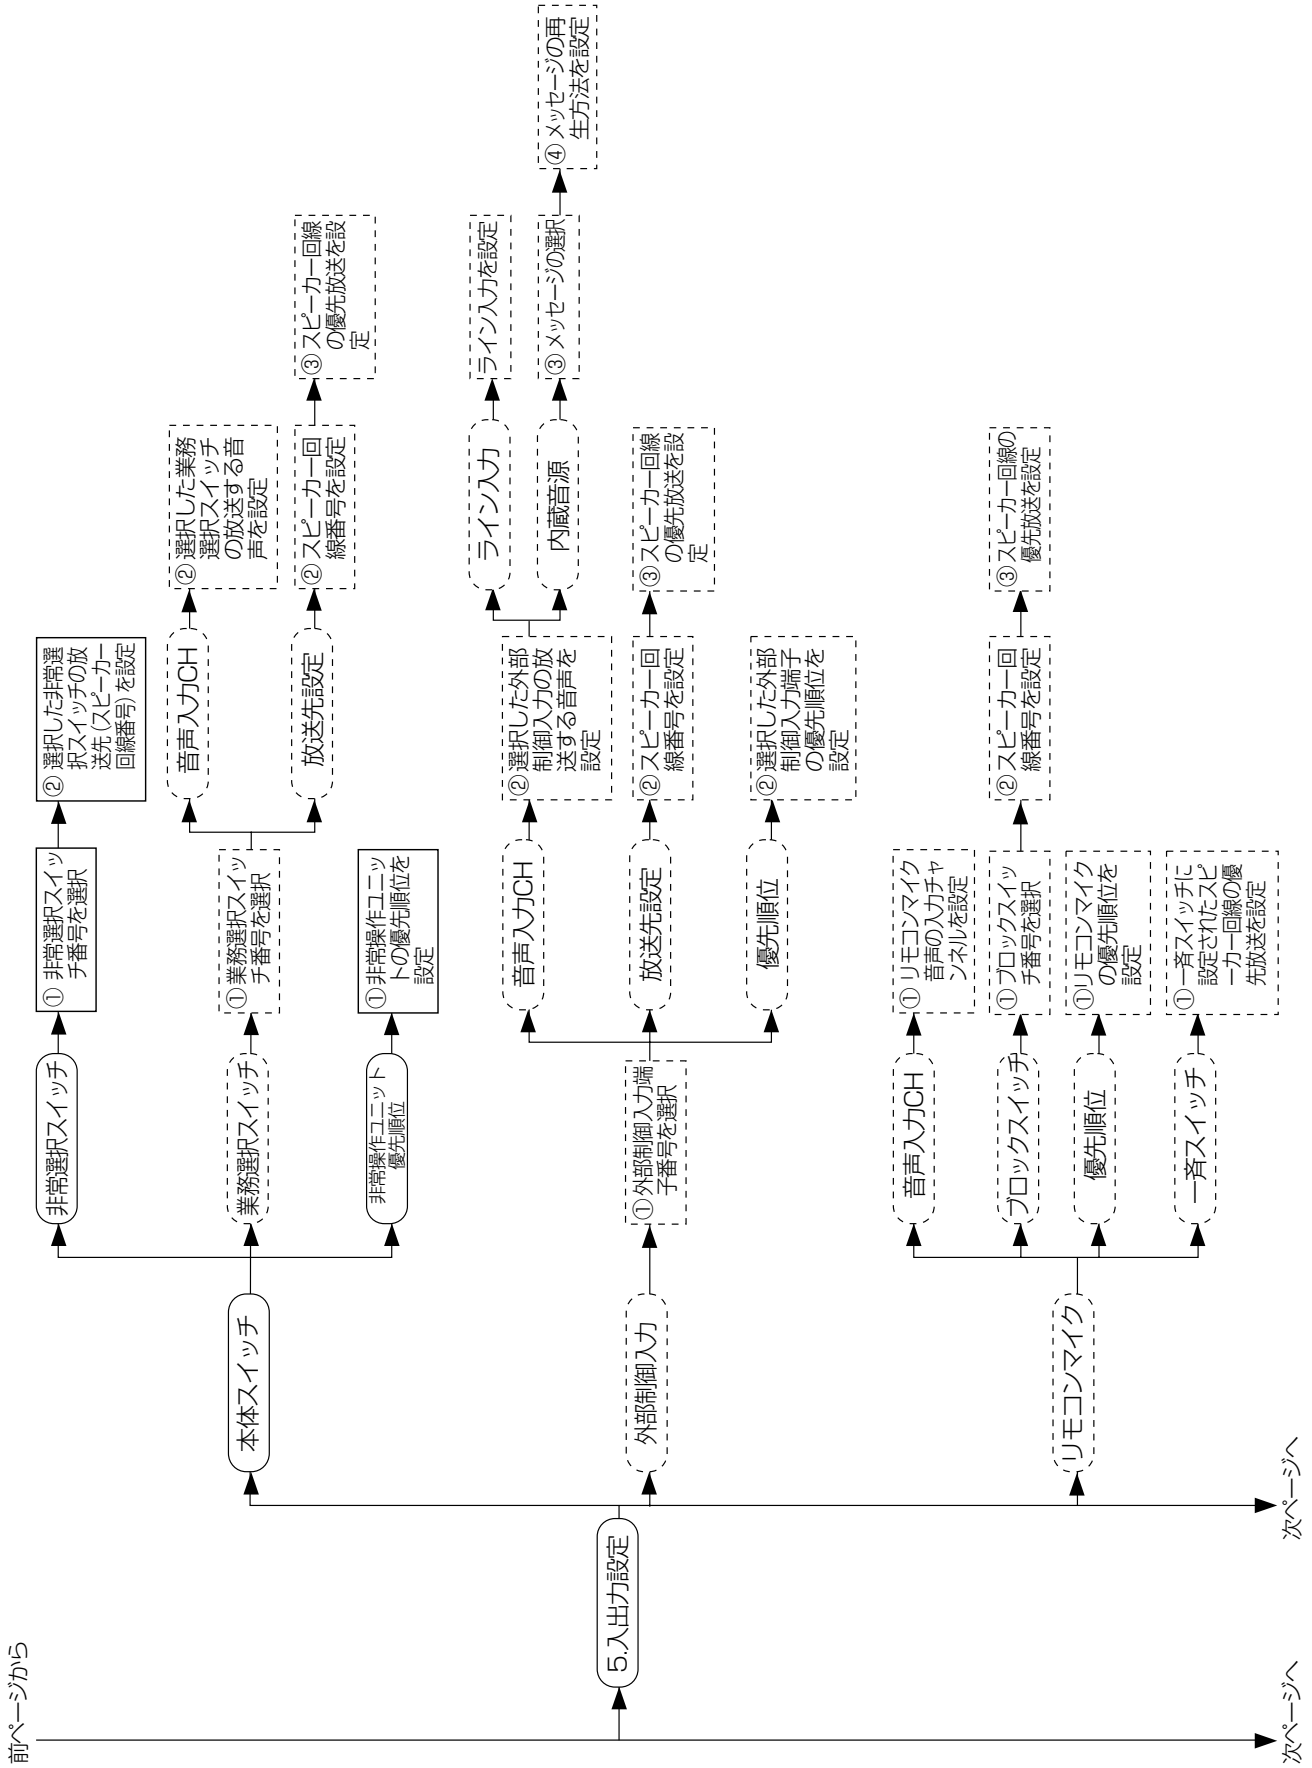 前ページから
5.入出力設定
次ページへ
次ページへ
本体スイッチ
非常選択スイッチ
① 非常選択スイッ
チ番号を選択
② 選択した非常選
択スイッチの放
送先(スピーカー
回線番号)を設定
業務選択スイッチ
① 業務選択スイッ
チ番号を選択
音声入力CH
② 選択した業務
選択スイッチ
の放送する音
声を設定
放送先設定
② スピーカー回
線番号を設定
③ スピーカー回線
の優先放送を設
定
非常操作ユニット
優先順位
① 非常操作ユニッ
トの優先順位を
設定
外部制御入力
① 外部制御入力端
子番号を選択
音声入力CH
② 選択した外部
制御入力の放
送する音声を
設定
ライン入力
ライン入力を設定
内蔵音源
③ メッセージの選択
④ メッセージの再
生方法を設定
放送先設定
② スピーカー回
線番号を設定
③ スピーカー回線
の優先放送を設
定
優先順位
② 選択した外部
制御入力端子
の優先順位を
設定
リモコンマイク
音声入力CH
① リモコンマイク
音声の入力チャ
ンネルを設定
ブロックスイッチ
① ブロックスイッ
チ番号を選択
② スピーカー回
線番号を設定
③ スピーカー回線の
優先放送を設定
優先順位
①リモコンマイク
の優先順位を
設定
一斉スイッチ
① 一斉スイッチに
設定されたスピ
ーカー回線の優
先放送を設定